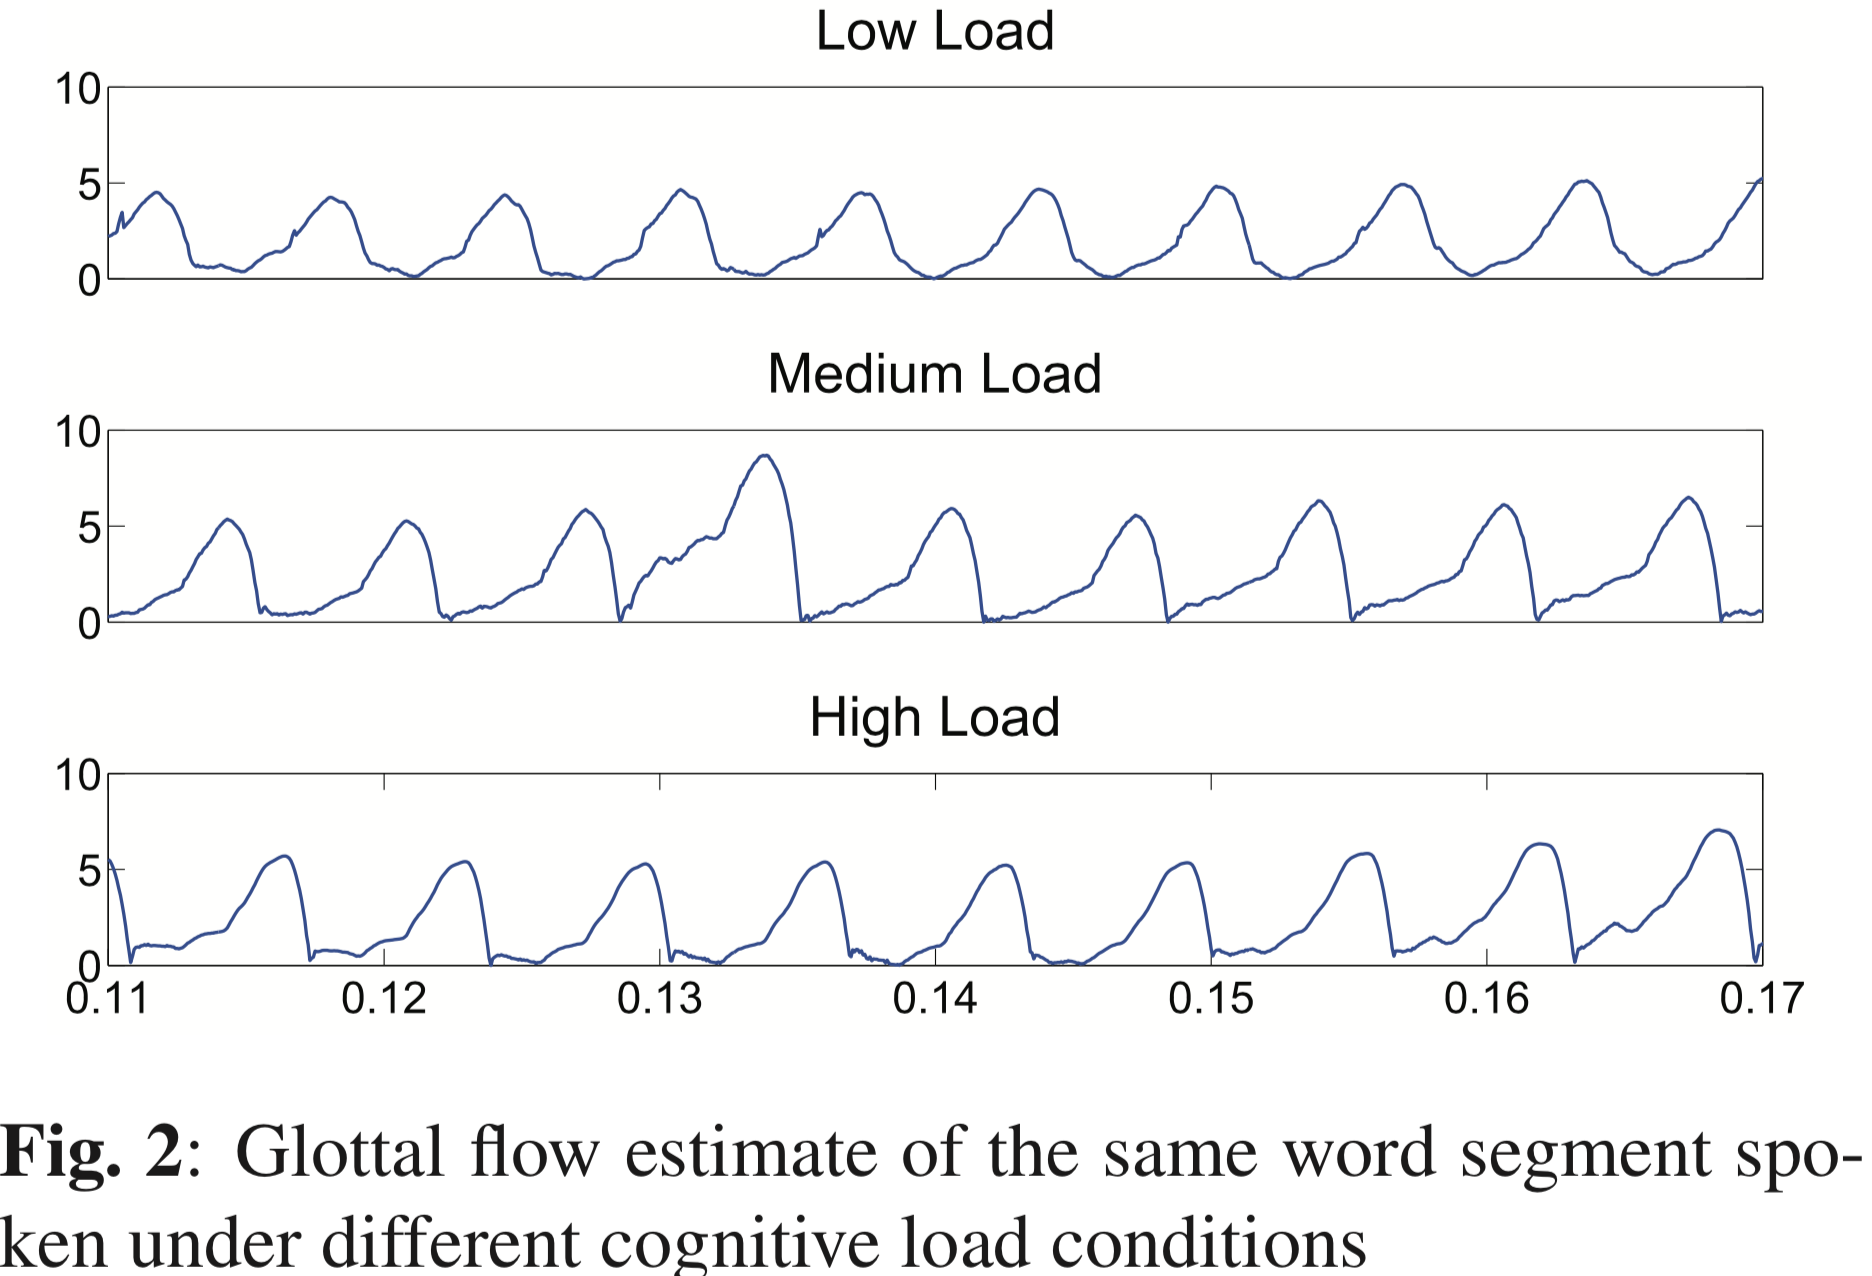 Low Load
10
5
0
Medium Load
10
5
0
High Load
10
5
0
0.11 0.12 0.13 0.14 0.15 0.16 0.17
Fig. 2: Glottal flow estimate of the same word segment spo-
ken under different cognitive load conditions